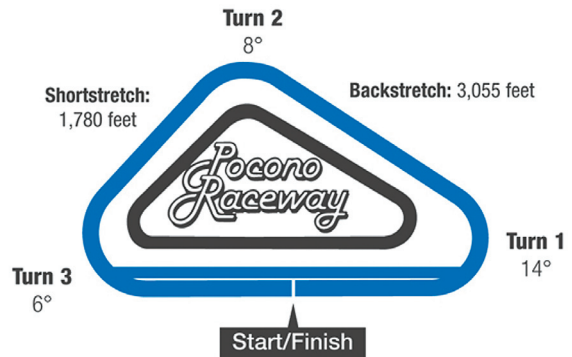 Turn 2
8°
Shortstretch:
1,780 feet
Backstretch: 3,055 feet
Pocono
Raceway
Turn 1
14°
Turn 3
6°
Start/Finish